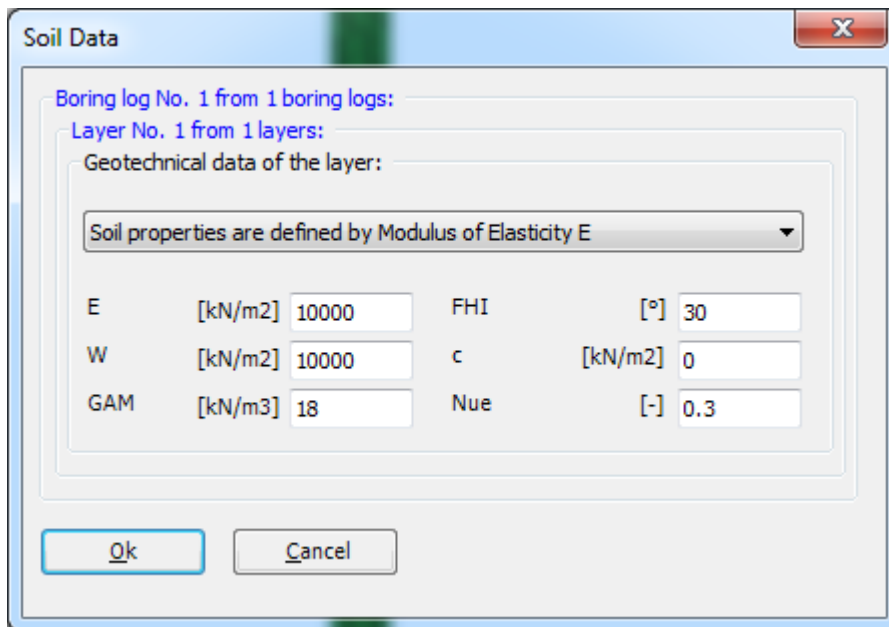 Soil Data
Boring log No. 1 from 1 boring logs:
Layer No. 1 from 1 layers:
Geotechnical data of the layer:
Soil properties are defined by Modulus of Elasticity E
E [kN/m2] 10000 FHI [º] 30
W [kN/m2] 10000 c [kN/m2] 0
GAM [kN/m3] 18 Nue [-] 0.3
Ok Cancel